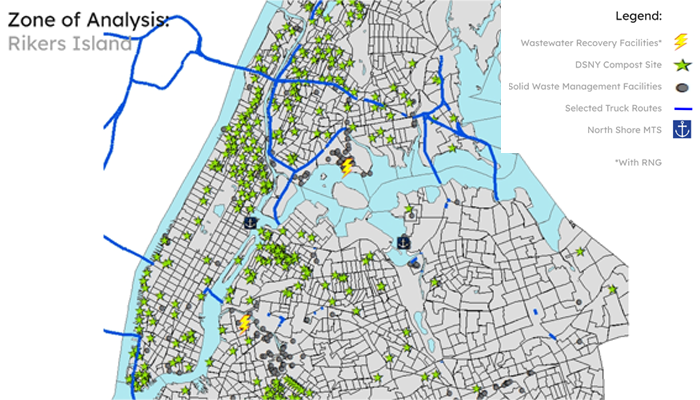 Zone of Analysis:
Rikers Island
Legend:
Wastewater Recovery Facilities*
DSNY Compost Site
Solid Waste Management Facilities
Selected Truck Routes
North Shore MTS
*With RNG